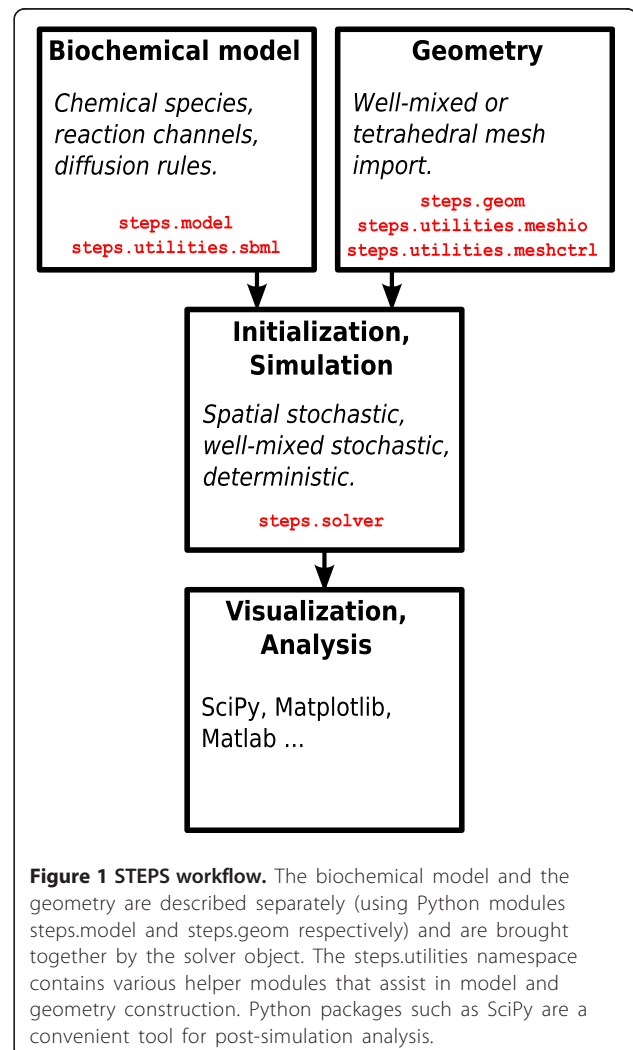 Biochemical model
Chemical species,
reaction channels,
diffusion rules.
steps.model
steps.utilities.sbml
Geometry
Well-mixed or
tetrahedral mesh
import.
steps.geom
steps.utilities.meshio
steps.utilities.meshctrl
Initialization,
Simulation
Spatial stochastic,
well-mixed stochastic,
deterministic.
steps.solver
Visualization,
Analysis
SciPy, Matplotlib,
Matlab ...
Figure 1 STEPS workflow. The biochemical model and the
geometry are described separately (using Python modules
steps.model and steps.geom respectively) and are brought
together by the solver object. The steps.utilities namespace
contains various helper modules that assist in model and
geometry construction. Python packages such as SciPy are a
convenient tool for post-simulation analysis.